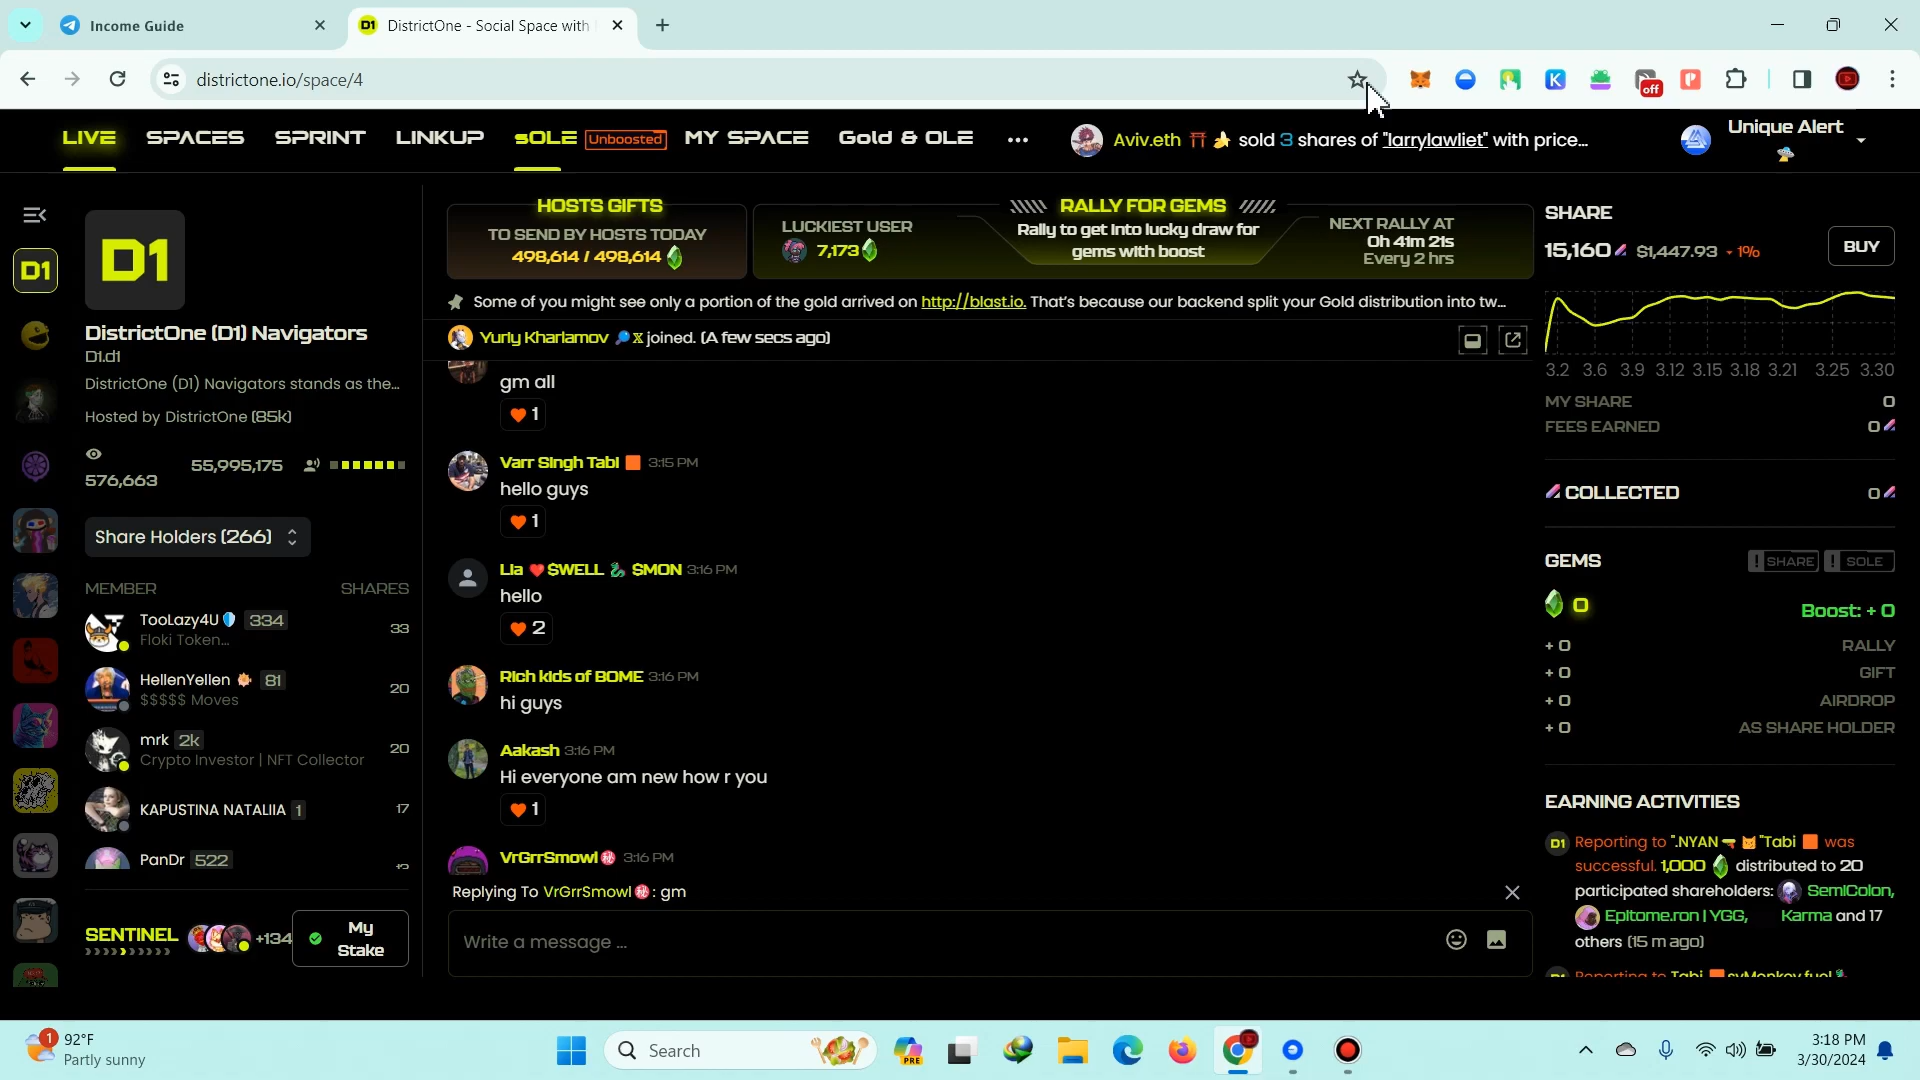 Income Guide
DistrictOne - Social Space with
districtone.io/space/4
off
LIVE SPACES SPRINT LINKUP sOLE Unboosted MY SPACE Gold & OLE
Aviv.eth sold 3 shares of "larrylawliet" with price...
Unique Alert
D1
D1
DistrictOne (D1) Navigators
D1.d1
DistrictOne (D1) Navigators stands as the...
Hosted by DistrictOne (85k)
576,663
55,995,175
Share Holders (266)
MEMBER SHARES
TooLazy4U 334
Floki Token...
33
HellenYellen 81
$$$$$ Moves
20
mrk 2k
Crypto Investor | NFT Collector
20
KAPUSTINA NATALIIA 1
17
PanDr 522
SENTINEL
+134
My
Stake
HOSTS GIFTS
TO SEND BY HOSTS TODAY
498,614 / 498,614
LUCKIEST USER
7,173
RALLY FOR GEMS
Rally to get into lucky draw for
gems with boost
NEXT RALLY AT
0h 41m 21s
Every 2 hrs
Some of you might see only a portion of the gold arrived on http://blast.io. That's because our backend split your Gold distribution into tw...
Yuriy Kharlamov joined. (A few secs ago)
gm all
1
Varr Singh Tabi 3:15 PM
hello guys
1
Lia $WELL $MON 3:16 PM
hello
2
Rich kids of BOME 3:16 PM
hi guys
Aakash 3:16 PM
Hi everyone am new how r you
1
VrGrrSmowl 秘 3:16 PM
Replying To VrGrrSmowl 秘 : gm
Write a message ...
SHARE
15,160 $1,447.93 - 1%
BUY
3.2 3.6 3.9 3.12 3.15 3.18 3.21 3.25 3.30
MY SHARE 0
FEES EARNED 0
COLLECTED 0
GEMS ! SHARE ! SOLE
0 Boost: + 0
+ 0 RALLY
+ 0 GIFT
+ 0 AIRDROP
+ 0 AS SHARE HOLDER
EARNING ACTIVITIES
D1 Reporting to ".NYAN "Tabi was
successful. 1,000 distributed to 20
participated shareholders: SemiColon,
Epitome.ron | YGG, Karma and 17
others (15 m ago)
Reporting to Tabi
1
92°F
Partly sunny
Search
PRE
3:18 PM
3/30/2024